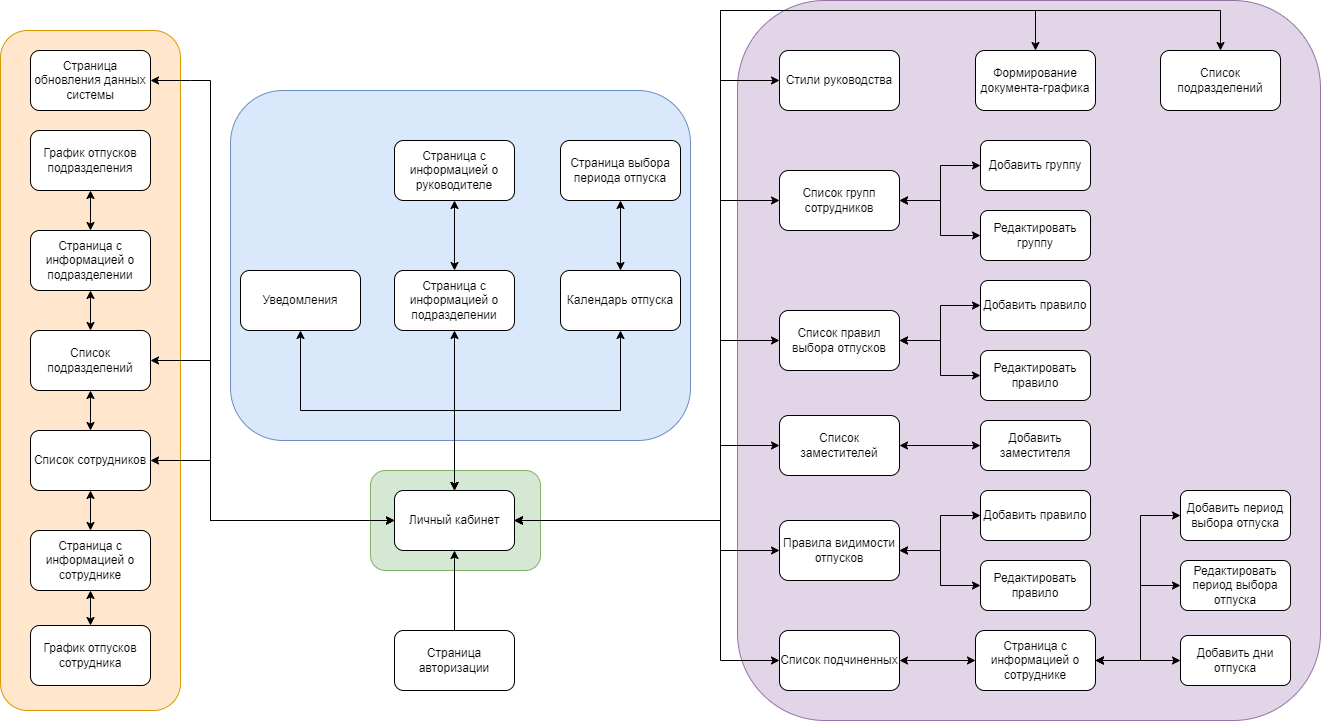 Страница
обновления данных
системы
График отпусков
подразделения
Страница с
информацией о
подразделении
Список
подразделений
Список сотрудников
Страница с
информацией о
сотруднике
График отпусков
сотрудника
Страница с
информацией о
руководителе
Страница выбора
периода отпуска
Уведомления
Страница с
информацией о
подразделении
Календарь отпуска
Личный кабинет
Страница
авторизации
Стили руководства
Формирование
документа-графика
Список
подразделений
Список групп
сотрудников
Добавить группу
Редактировать
группу
Список правил
выбора отпусков
Добавить правило
Редактировать
правило
Список
заместителей
Добавить
заместителя
Правила видимости
отпусков
Добавить правило
Редактировать
правило
Список подчиненных
Страница с
информацией о
сотруднике
Добавить период
выбора отпуска
Редактировать
период выбора
отпуска
Добавить дни
отпуска